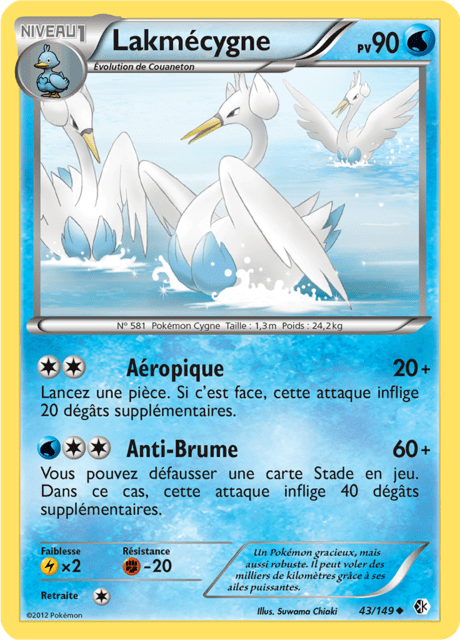 NIVEAU 1
Lakmécygne
PV 90
Évolution de Couaneton
N° 581 Pokémon Cygne Taille : 1,3 m Poids : 24,2 kg
Aéropique 20+
Lancez une pièce. Si c'est face, cette attaque inflige
20 dégâts supplémentaires.
Anti-Brume 60+
Vous pouvez défausser une carte Stade en jeu.
Dans ce cas, cette attaque inflige 40 dégâts
supplémentaires.
Faiblesse Résistance
×2 -20
Retraite
Un Pokémon gracieux, mais
aussi robuste. Il peut voler des
milliers de kilomètres grâce à ses
ailes puissantes.
©2012 Pokémon
Illus. Suwama Chiaki 43/149